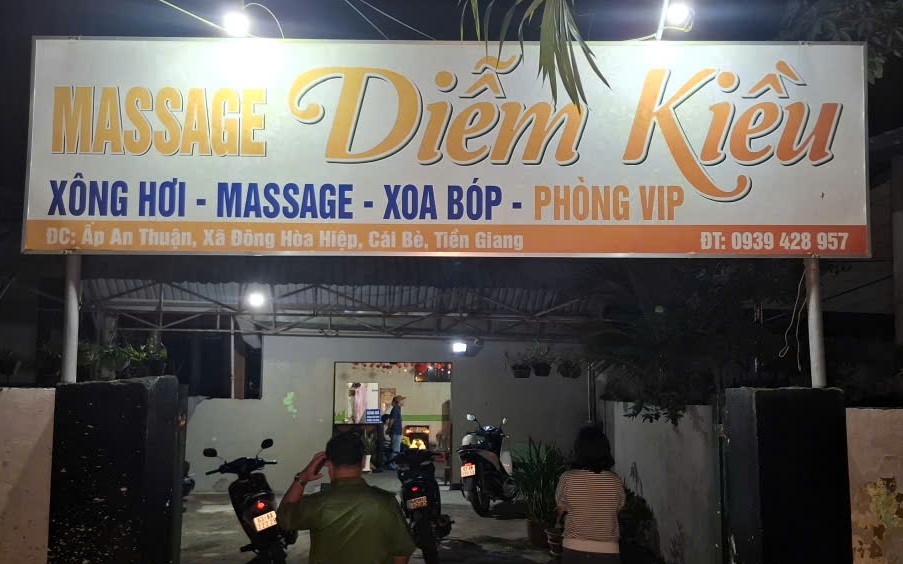 MASSAGE Diễm Kiều
XÔNG HƠI - MASSAGE - XOA BÓP - PHÒNG VIP
ĐC: Ấp An Thuận, Xã Đông Hòa Hiệp, Cái Bè, Tiền Giang ĐT: 0939 428 957